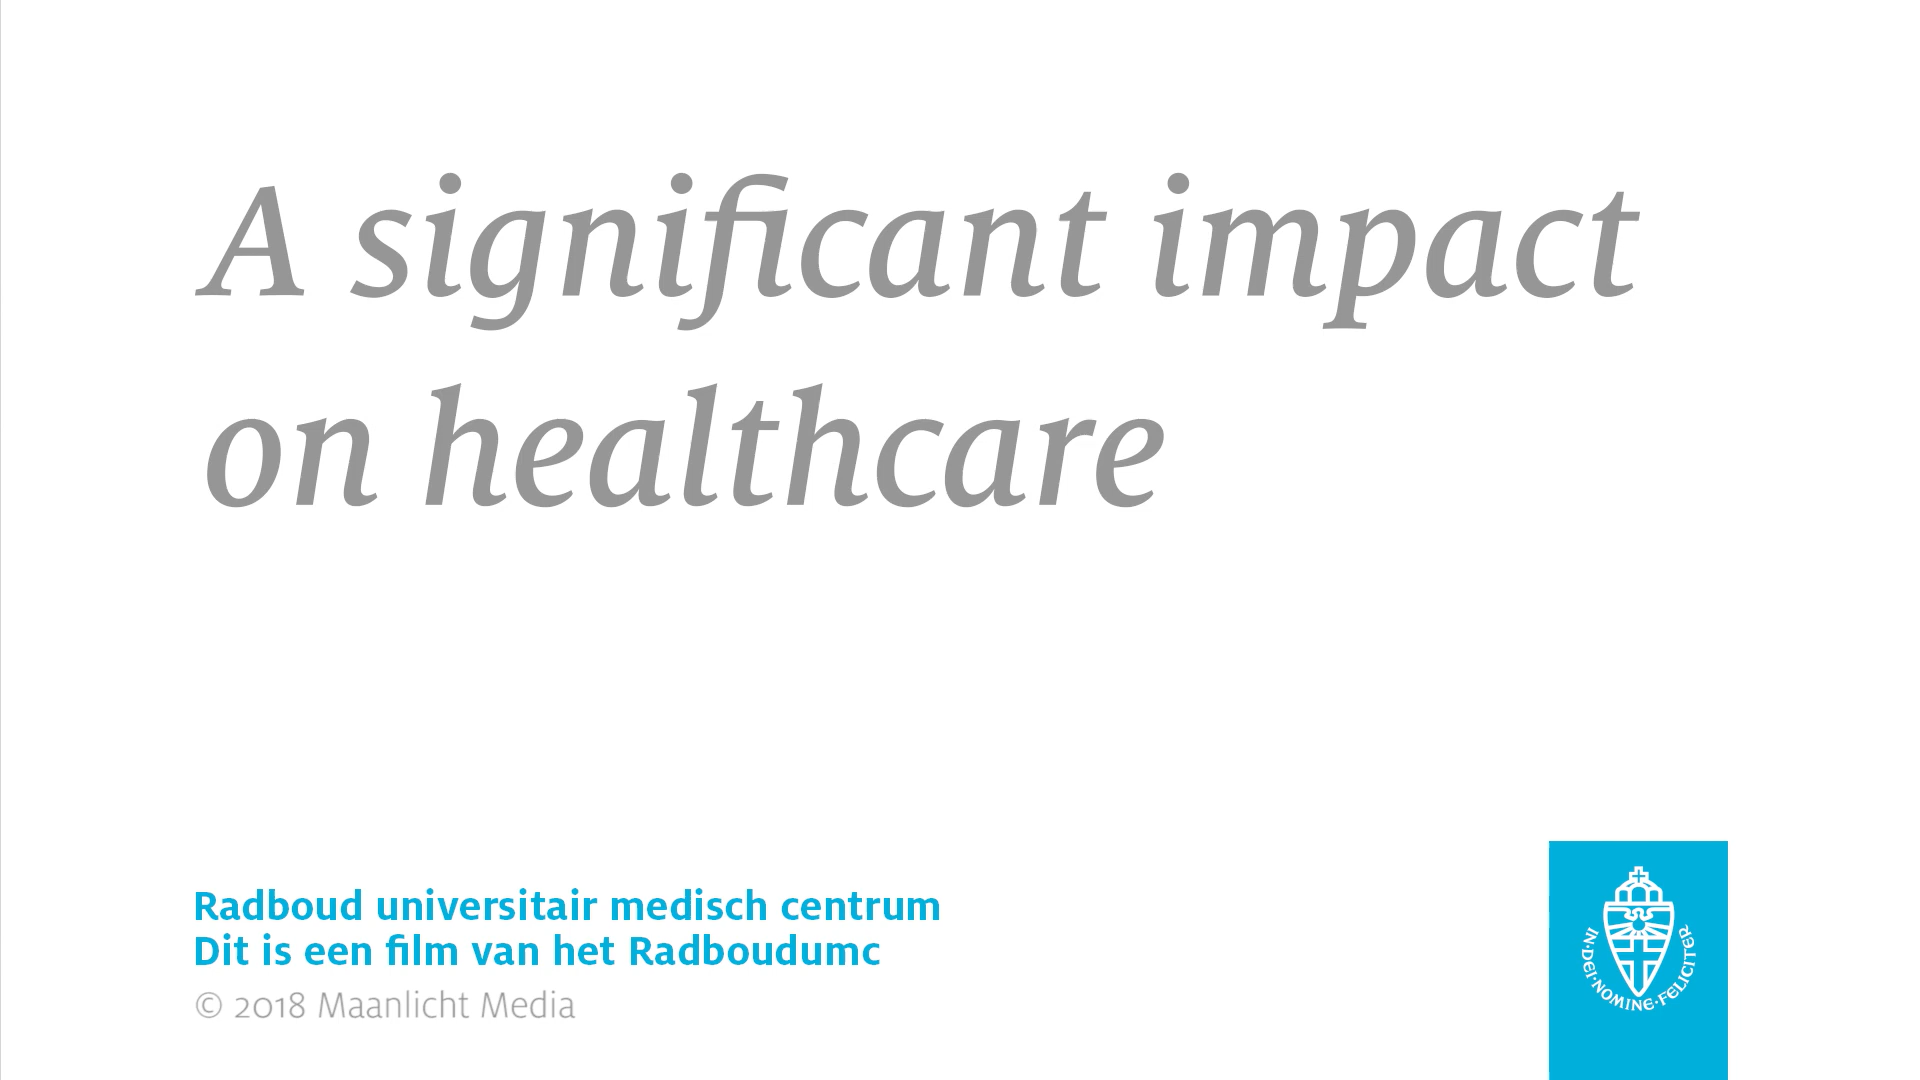 A significant impact
on healthcare
Radboud universitair medisch centrum
Dit is een film van het Radboudumc
© 2018 Maanlicht Media
IN·DEI·NOMINE·FELICITER